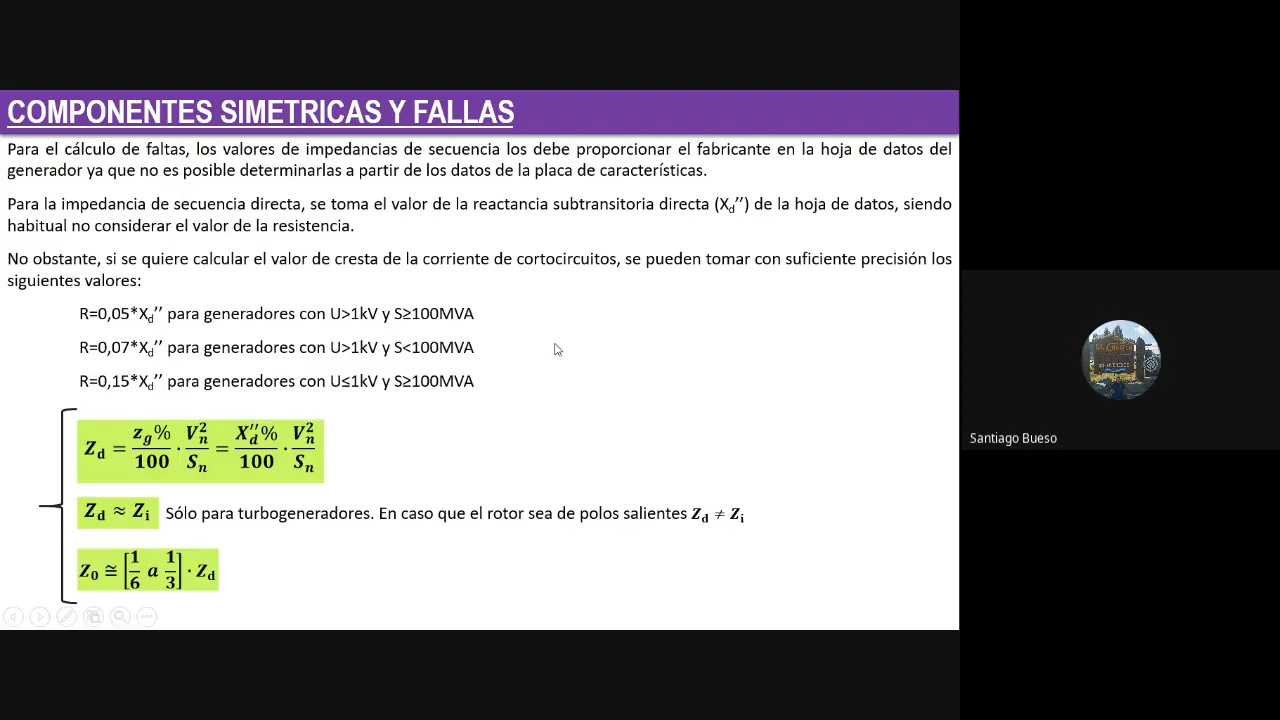 COMPONENTES SIMETRICAS Y FALLAS
Para el cálculo de faltas, los valores de impedancias de secuencia los debe proporcionar el fabricante en la hoja de datos del
generador ya que no es posible determinarlas a partir de los datos de la placa de características.
Para la impedancia de secuencia directa, se toma el valor de la reactancia subtransitoria directa (Xd’’) de la hoja de datos, siendo
habitual no considerar el valor de la resistencia.
No obstante, si se quiere calcular el valor de cresta de la corriente de cortocircuitos, se pueden tomar con suficiente precisión los
siguientes valores:
R=0,05*Xd’’ para generadores con U>1kV y S≥100MVA
R=0,07*Xd’’ para generadores con U>1kV y S<100MVA
R=0,15*Xd’’ para generadores con U≤1kV y S≥100MVA
Zd = zg%/100 · Vn²/Sn = Xd′′%/100 · Vn²/Sn
Zd ≈ Zi Sólo para turbogeneradores. En caso que el rotor sea de polos salientes Zd ≠ Zi
Z0 ≅ [1/6 a 1/3] · Zd
Santiago Bueso